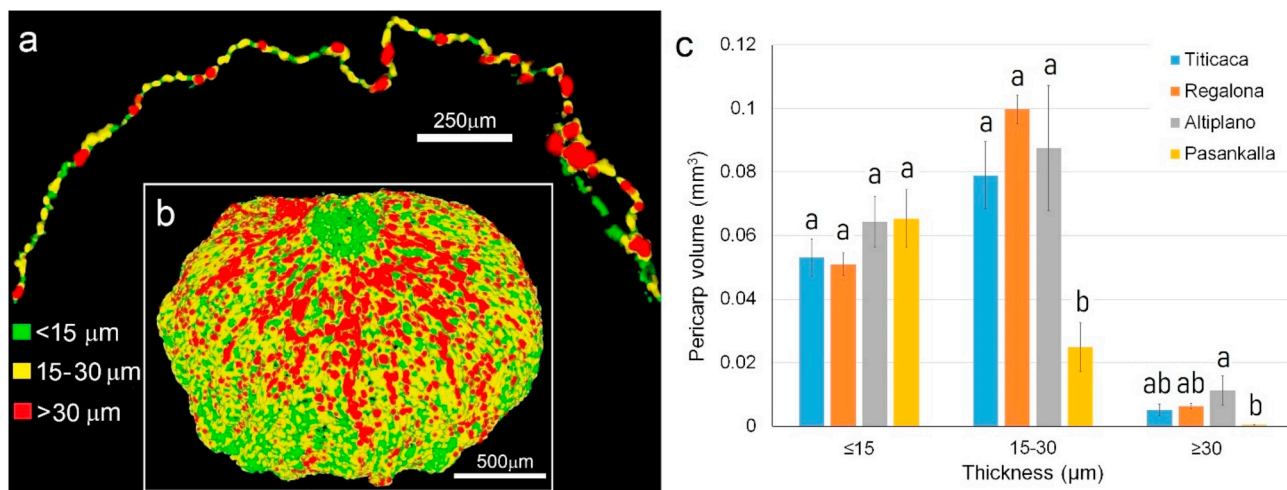 a
250μm
b
<15 μm
15-30 μm
>30 μm
500μm
c
Pericarp volume (mm³)
0.12
0.1
0.08
0.06
0.04
0.02
0
Titicaca
Regalona
Altiplano
Pasankalla
a a a a
a a a b
ab ab a b
≤15 15-30 ≥30
Thickness (μm)